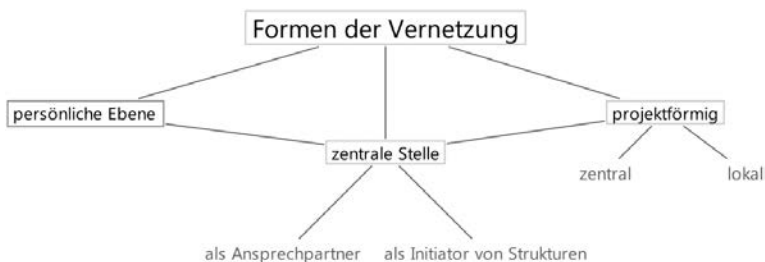 Formen der Vernetzung
persönliche Ebene
projektförmig
zentrale Stelle
zentral
lokal
als Ansprechpartner
als Initiator von Strukturen